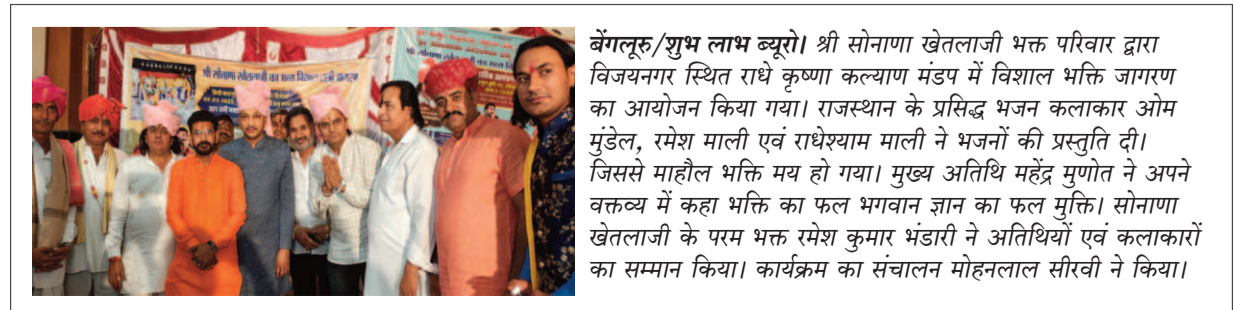 श्री सोनाणा खेतलाजी का भव्य विशाल
बेंगलूरु/शुभ लाभ ब्यूरो। श्री सोनाणा खेतलाजी भक्त परिवार द्वारा
विजयनगर स्थित राधे कृष्णा कल्याण मंडप में विशाल भक्ति जागरण
का आयोजन किया गया। राजस्थान के प्रसिद्ध भजन कलाकार ओम
मुंडेल, रमेश माली एवं राधेश्याम माली ने भजनों की प्रस्तुति दी।
जिससे माहौल भक्ति मय हो गया। मुख्य अतिथि महेंद्र मुणोत ने अपने
वक्तव्य में कहा भक्ति का फल भगवान ज्ञान का फल मुक्ति। सोनाणा
खेतलाजी के परम भक्त रमेश कुमार भंडारी ने अतिथियों एवं कलाकारों
का सम्मान किया। कार्यक्रम का संचालन मोहनलाल सीरवी ने किया।